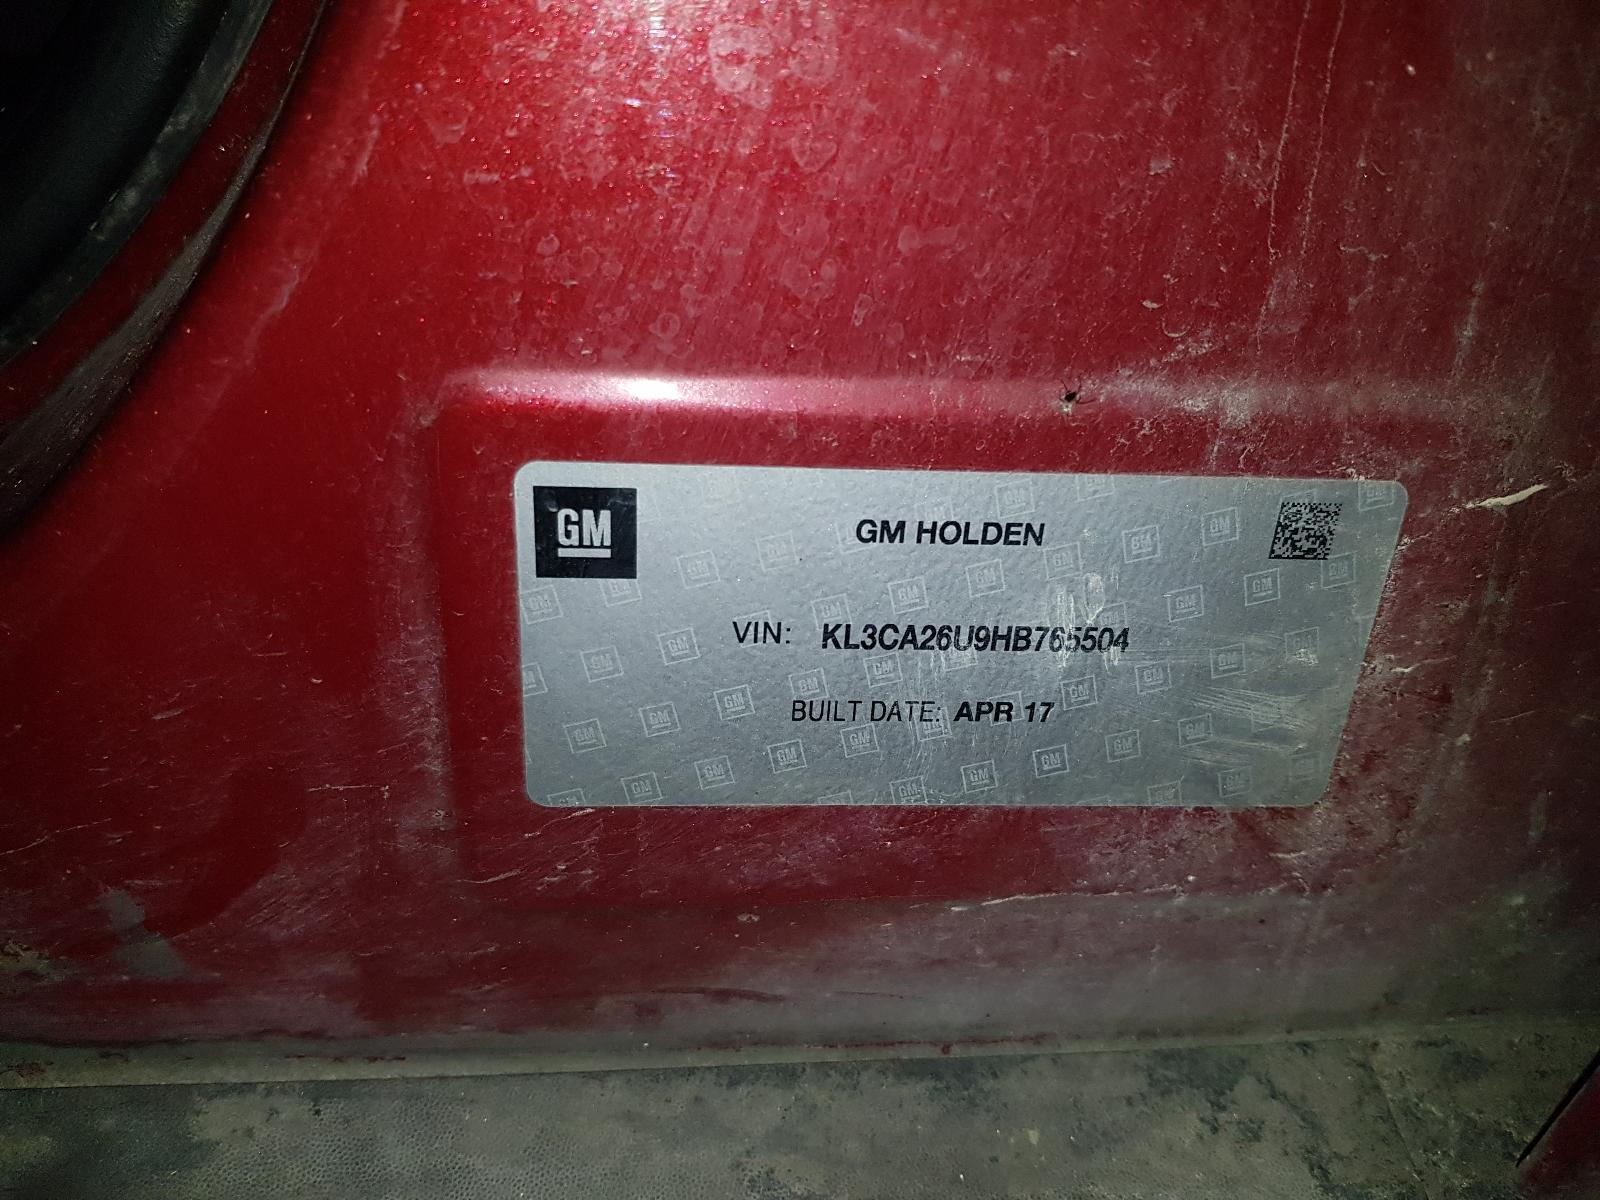 GM
GM HOLDEN
VIN: KL3CA26U9HB765504
BUILT DATE: APR 17